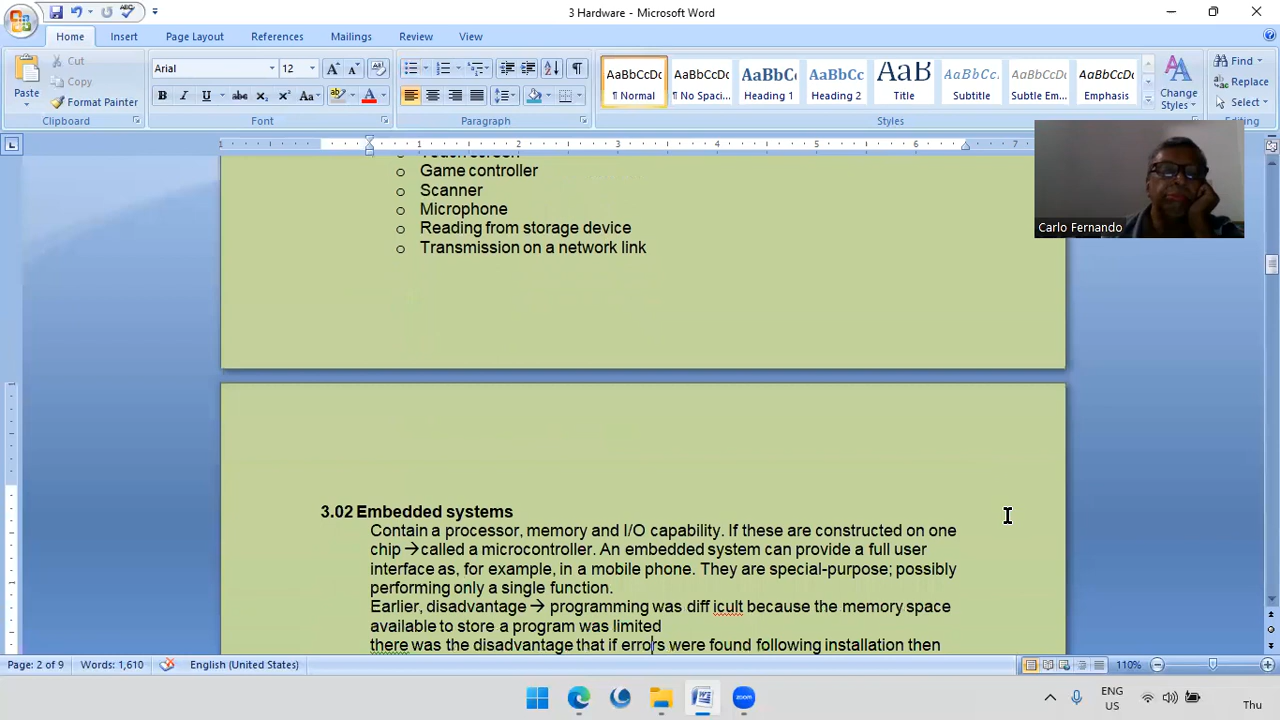 3 Hardware - Microsoft Word
Home Insert Page Layout References Mailings Review View
Cut
Copy
Format Painter
Paste
Clipboard
Arial 12
Font
Paragraph
AaBbCcDc AaBbCcDc AaBbCc AaBbCc AaB AaBbCc. AaBbCcDc AaBbCcDc
¶ Normal ¶ No Spaci... Heading 1 Heading 2 Title Subtitle Subtle Em... Emphasis
Change Styles
Styles
Find
Replace
Select
Editing
Carlo Fernando
o Game controller
o Scanner
o Microphone
o Reading from storage device
o Transmission on a network link
3.02 Embedded systems
Contain a processor, memory and I/O capability. If these are constructed on one
chip → called a microcontroller. An embedded system can provide a full user
interface as, for example, in a mobile phone. They are special-purpose; possibly
performing only a single function.
Earlier, disadvantage → programming was diff icult because the memory space
available to store a program was limited
there was the disadvantage that if errors were found following installation then
Page: 2 of 9 Words: 1,610 English (United States) 110%
ENG
US
Thu